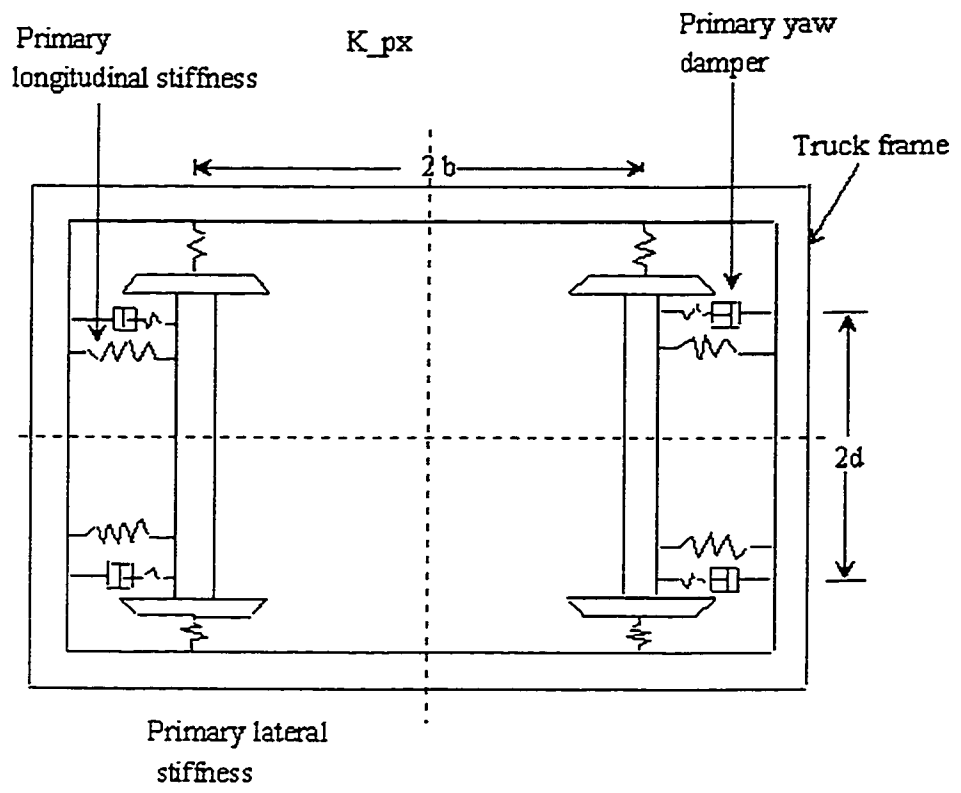 Primary
longitudinal stiffness
K_px
Primary yaw
damper
Truck frame
2 b
2d
Primary lateral
stiffness